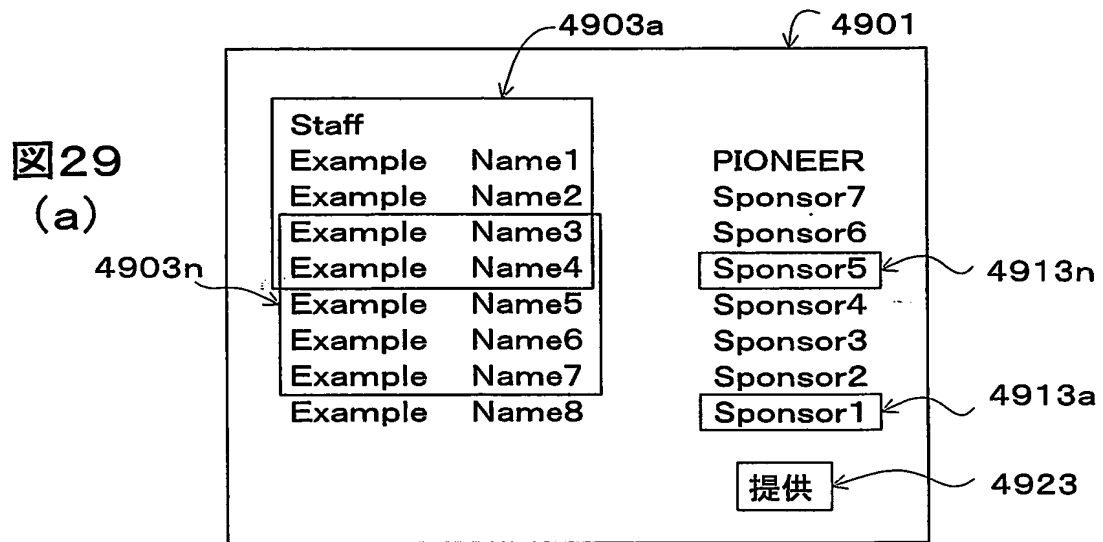 4903a
4901
図29
(a)
Staff
Example Name1
Example Name2
Example Name3
Example Name4
Example Name5
Example Name6
Example Name7
Example Name8
4903n
PIONEER
Sponsor7
Sponsor6
Sponsor5
Sponsor4
Sponsor3
Sponsor2
Sponsor1
4913n
4913a
提供
4923